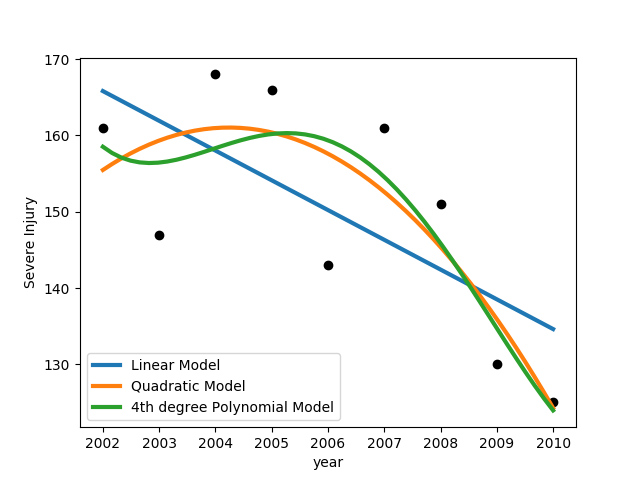 170
160
150
140
130
Severe Injury
Linear Model
Quadratic Model
4th degree Polynomial Model
2002 2003 2004 2005 2006 2007 2008 2009 2010
year